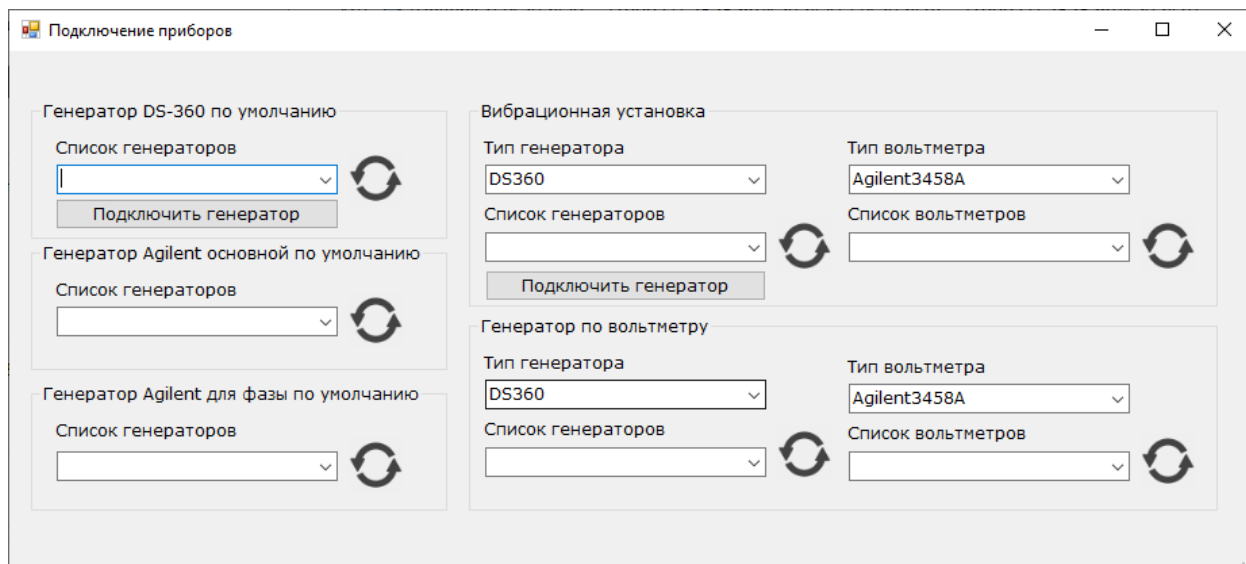 Подключение приборов
Генератор DS-360 по умолчанию
Список генераторов
Подключить генератор
Генератор Agilent основной по умолчанию
Список генераторов
Генератор Agilent для фазы по умолчанию
Список генераторов
Вибрационная установка
Тип генератора
DS360
Список генераторов
Подключить генератор
Тип вольтметра
Agilent3458A
Список вольтметров
Генератор по вольтметру
Тип генератора
DS360
Список генераторов
Тип вольтметра
Agilent3458A
Список вольтметров